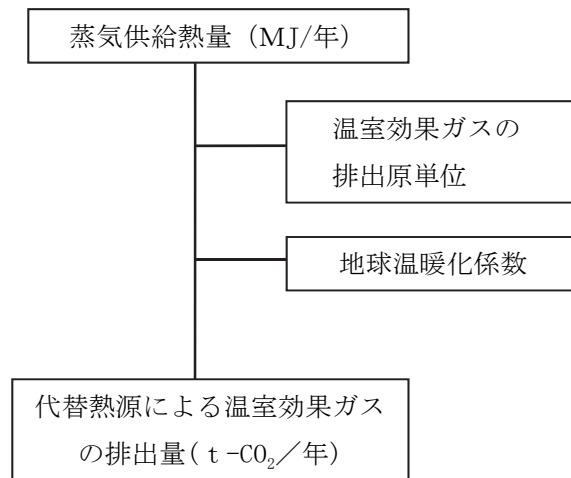 蒸気供給熱量（MJ/年）
温室効果ガスの
排出原単位
地球温暖化係数
代替熱源による温室効果ガス
の排出量(ｔ-CO₂／年)